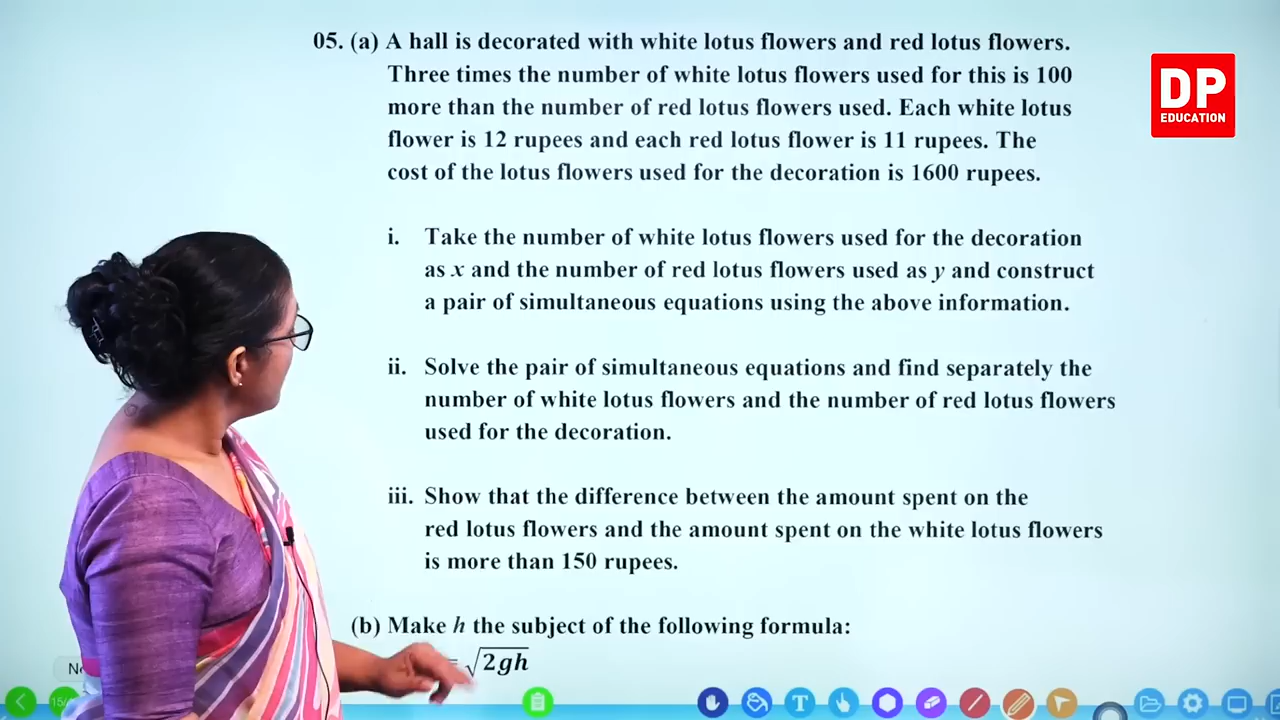 05. (a) A hall is decorated with white lotus flowers and red lotus flowers.
Three times the number of white lotus flowers used for this is 100
more than the number of red lotus flowers used. Each white lotus
flower is 12 rupees and each red lotus flower is 11 rupees. The
cost of the lotus flowers used for the decoration is 1600 rupees.
i. Take the number of white lotus flowers used for the decoration
as x and the number of red lotus flowers used as y and construct
a pair of simultaneous equations using the above information.
ii. Solve the pair of simultaneous equations and find separately the
number of white lotus flowers and the number of red lotus flowers
used for the decoration.
iii. Show that the difference between the amount spent on the
red lotus flowers and the amount spent on the white lotus flowers
is more than 150 rupees.
(b) Make h the subject of the following formula:
= √2gh
DP
EDUCATION